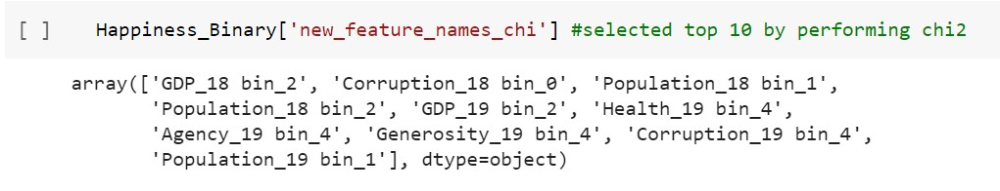 [ ] Happiness_Binary['new_feature_names_chi'] #selected top 10 by performing chi2
array(['GDP_18 bin_2', 'Corruption_18 bin_0', 'Population_18 bin_1',
'Population_18 bin_2', 'GDP_19 bin_2', 'Health_19 bin_4',
'Agency_19 bin_4', 'Generosity_19 bin_4', 'Corruption_19 bin_4',
'Population_19 bin_1'], dtype=object)